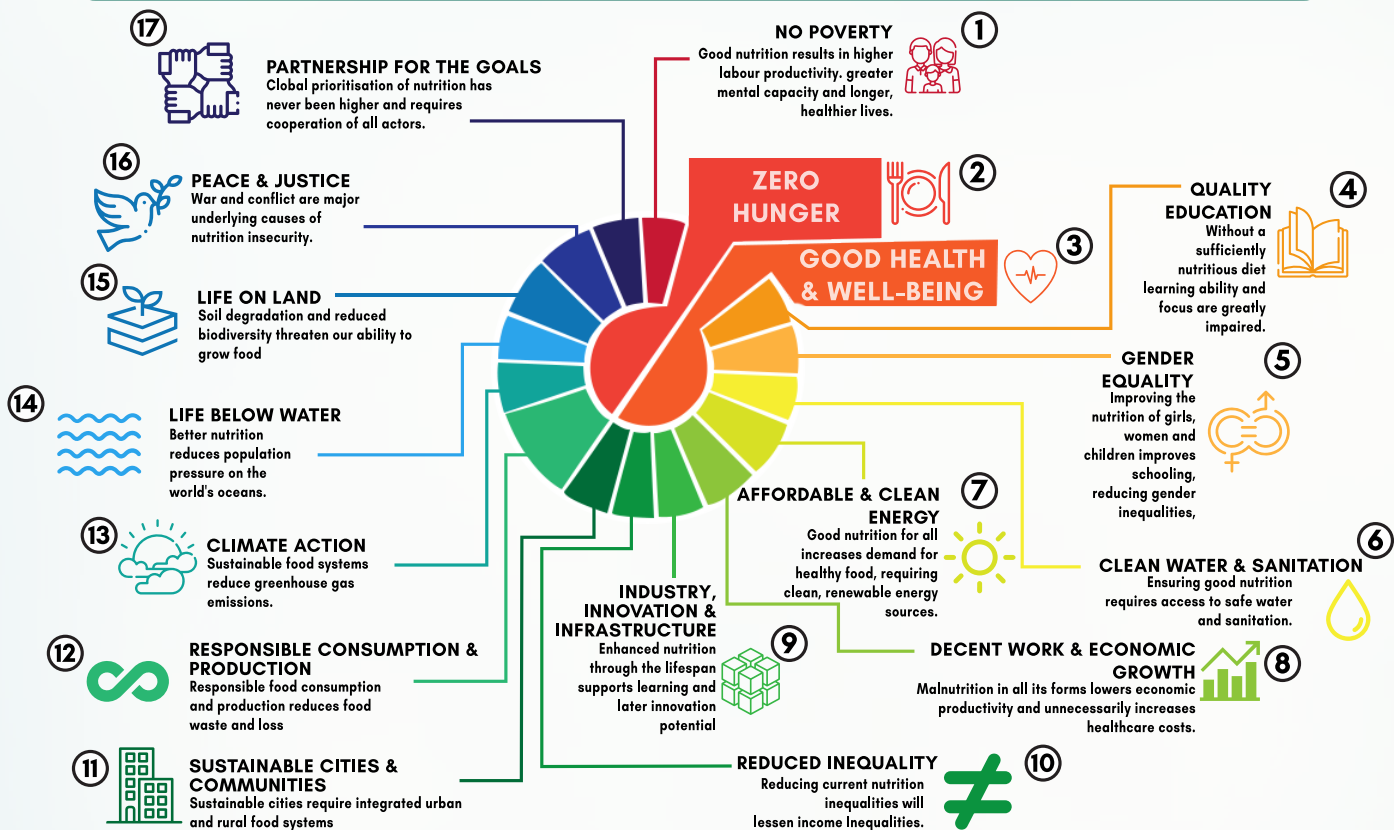 1
NO POVERTY
Good nutrition results in higher
labour productivity. greater
mental capacity and longer,
healthier lives.
2
ZERO
HUNGER
3
GOOD HEALTH
& WELL-BEING
4
QUALITY
EDUCATION
Without a
sufficiently
nutritious diet
learning ability and
focus are greatly
impaired.
5
GENDER
EQUALITY
Improving the
nutrition of girls,
women and
children improves
schooling,
reducing gender
inequalities,
6
CLEAN WATER & SANITATION
Ensuring good nutrition
requires access to safe water
and sanitation.
7
AFFORDABLE & CLEAN
ENERGY
Good nutrition for all
increases demand for
healthy food, requiring
clean, renewable energy
sources.
8
DECENT WORK & ECONOMIC
GROWTH
Malnutrition in all its forms lowers economic
productivity and unnecessarily increases
healthcare costs.
9
INDUSTRY,
INNOVATION &
INFRASTRUCTURE
Enhanced nutrition
through the lifespan
supports learning and
later innovation
potential
10
REDUCED INEQUALITY
Reducing current nutrition
inequalities will
lessen income Inequalities.
11
SUSTAINABLE CITIES &
COMMUNITIES
Sustainable cities require integrated urban
and rural food systems
12
RESPONSIBLE CONSUMPTION &
PRODUCTION
Responsible food consumption
and production reduces food
waste and loss
13
CLIMATE ACTION
Sustainable food systems
reduce greenhouse gas
emissions.
14
LIFE BELOW WATER
Better nutrition
reduces population
pressure on the
world's oceans.
15
LIFE ON LAND
Soil degradation and reduced
biodiversity threaten our ability to
grow food
16
PEACE & JUSTICE
War and conflict are major
underlying causes of
nutrition insecurity.
17
PARTNERSHIP FOR THE GOALS
Clobal prioritisation of nutrition has
never been higher and requires
cooperation of all actors.